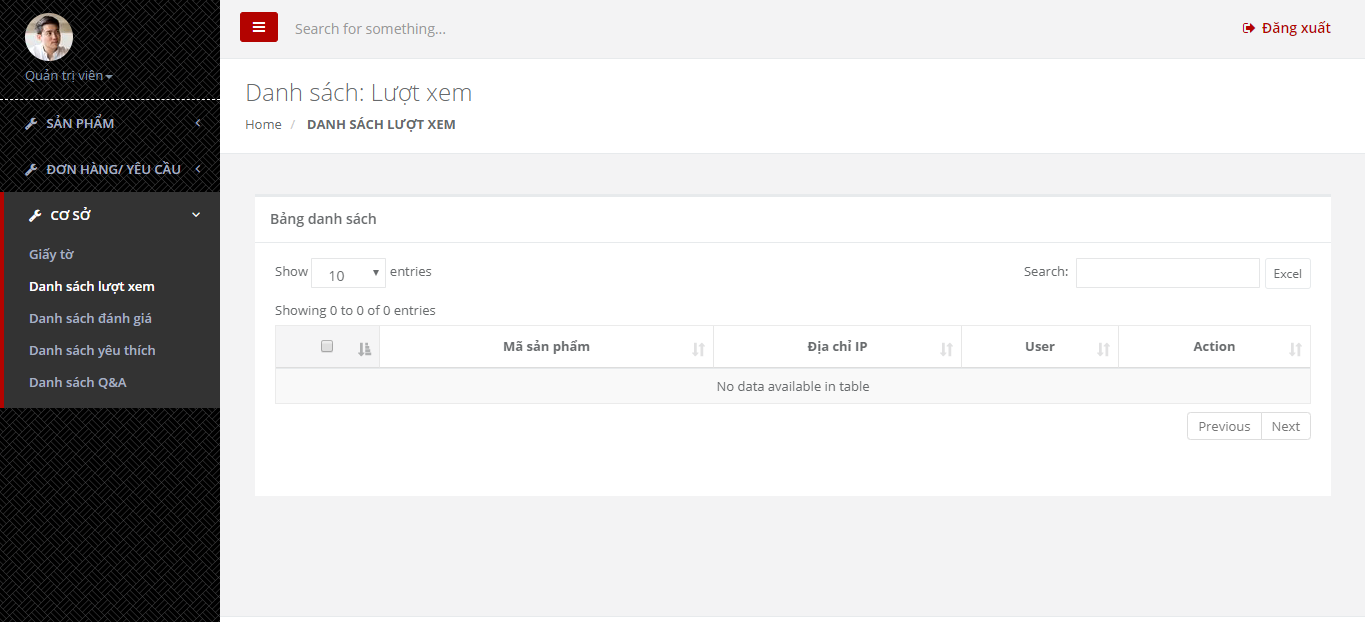 Quản trị viên
SẢN PHẨM
ĐƠN HÀNG/ YÊU CẦU
CƠ SỞ
Giấy tờ
Danh sách lượt xem
Danh sách đánh giá
Danh sách yêu thích
Danh sách Q&A
Search for something...
Đăng xuất
Danh sách: Lượt xem
Home / DANH SÁCH LƯỢT XEM
Bảng danh sách
Show 10 entries
Search:
Excel
Showing 0 to 0 of 0 entries
Mã sản phẩm Địa chỉ IP User Action
No data available in table
Previous Next